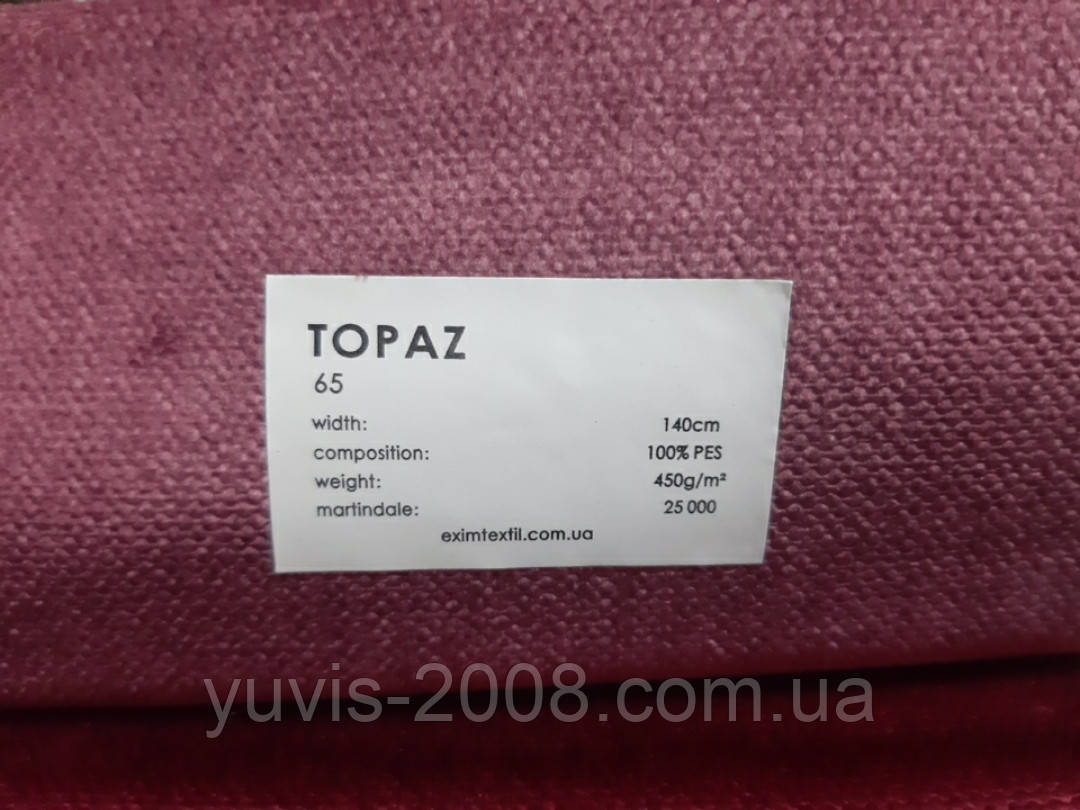 TOPAZ
65
width: 140cm
composition: 100% PES
weight: 450g/m²
martindale: 25 000
eximtextil.com.ua
yuvis-2008.com.ua